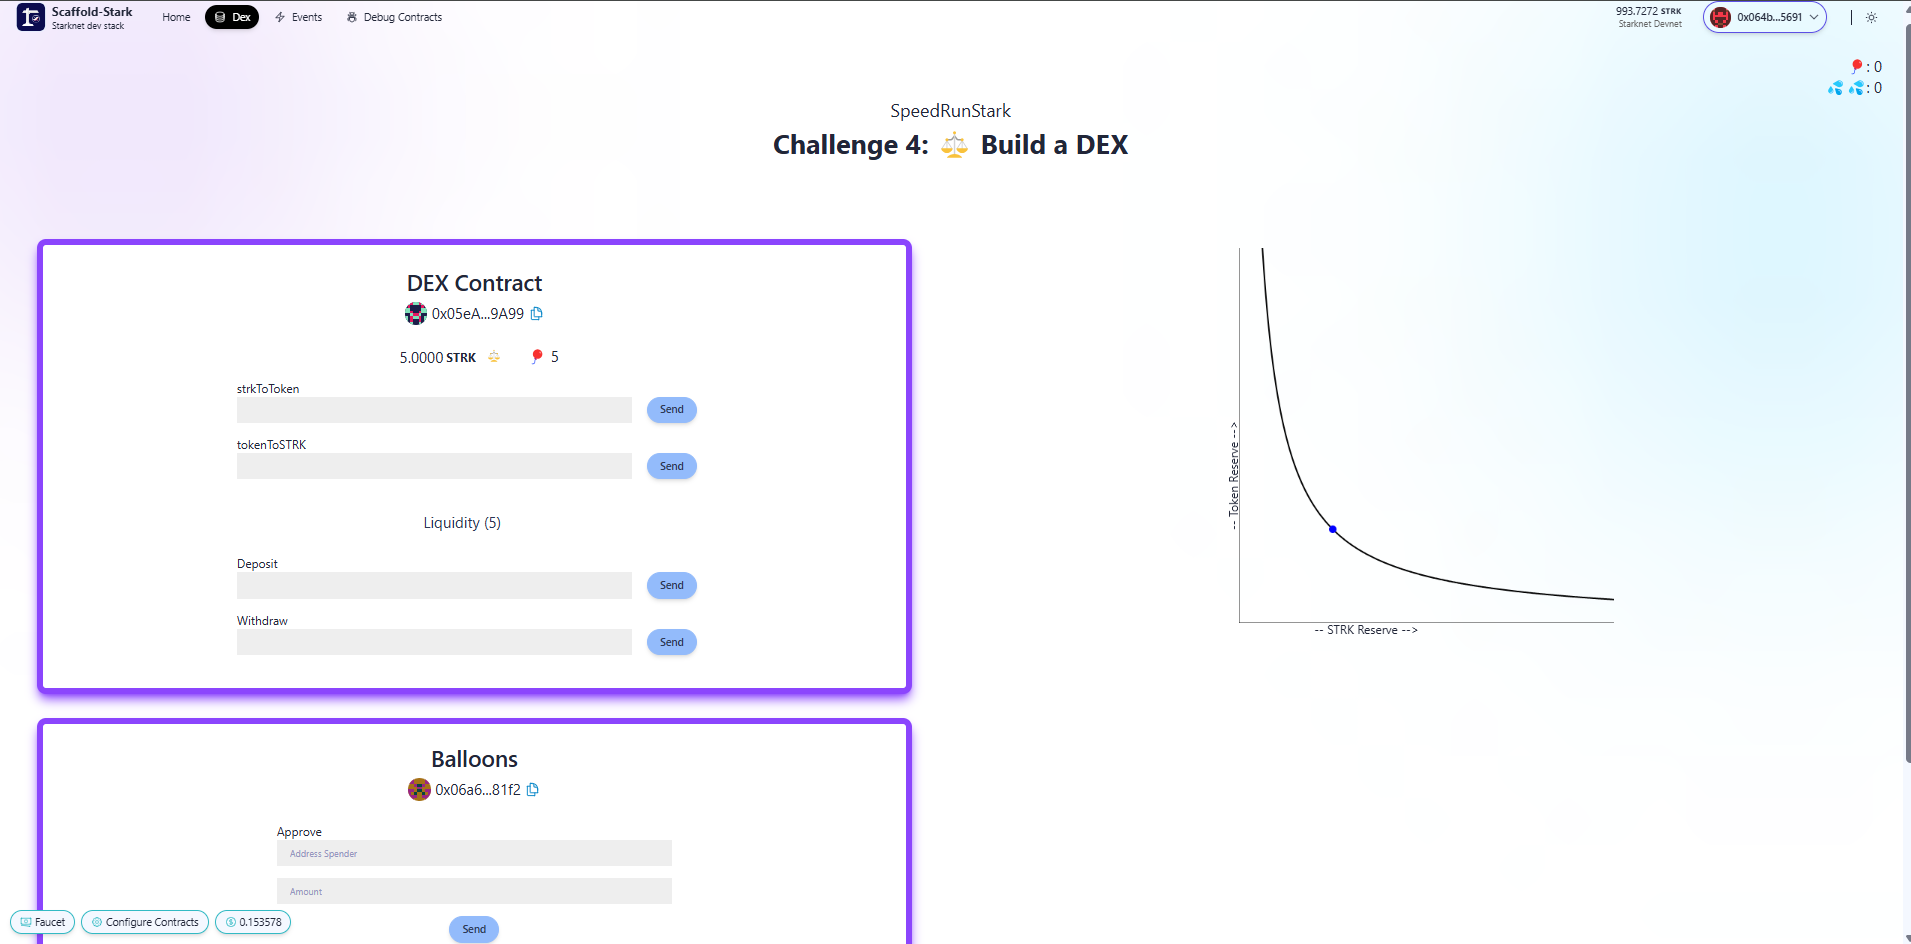 Scaffold-Stark
Starknet dev stack
Home
Dex
Events
Debug Contracts
993.7272 STRK
Starknet Devnet
0x064b...5691
: 0
: 0
SpeedRunStark
Challenge 4: ⚖️ Build a DEX
DEX Contract
0x05eA...9A99
5.0000 STRK ⚖️ 🎈 5
strkToToken
Send
tokenToSTRK
Send
Liquidity (5)
Deposit
Send
Withdraw
Send
-- Token Reserve -->
-- STRK Reserve -->
Balloons
0x06a6...81f2
Approve
Address Spender
Amount
Send
Faucet
Configure Contracts
0.153578